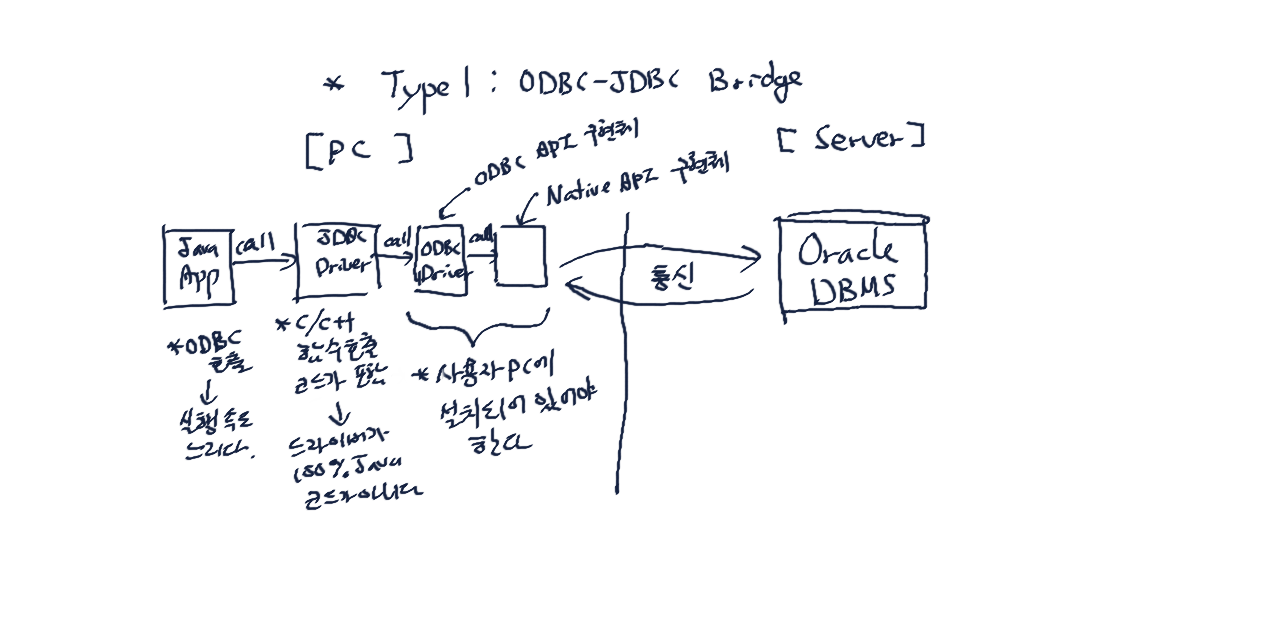 * Type 1 : ODBC-JDBC Bridge
[PC]
[Server]
ODBC API 구현체
Native API 구현체
Java
App
call
JDBC
Driver
call
ODBC
Driver
call
통신
Oracle
DBMS
*ODBC
호출
↓
실행 속도
느리다.
*C/C++
함수호출
코드가 포함
↓
드라이버가
100% Java
코드가 아니다
* 사용자 PC에
설치되어 있어야
한다